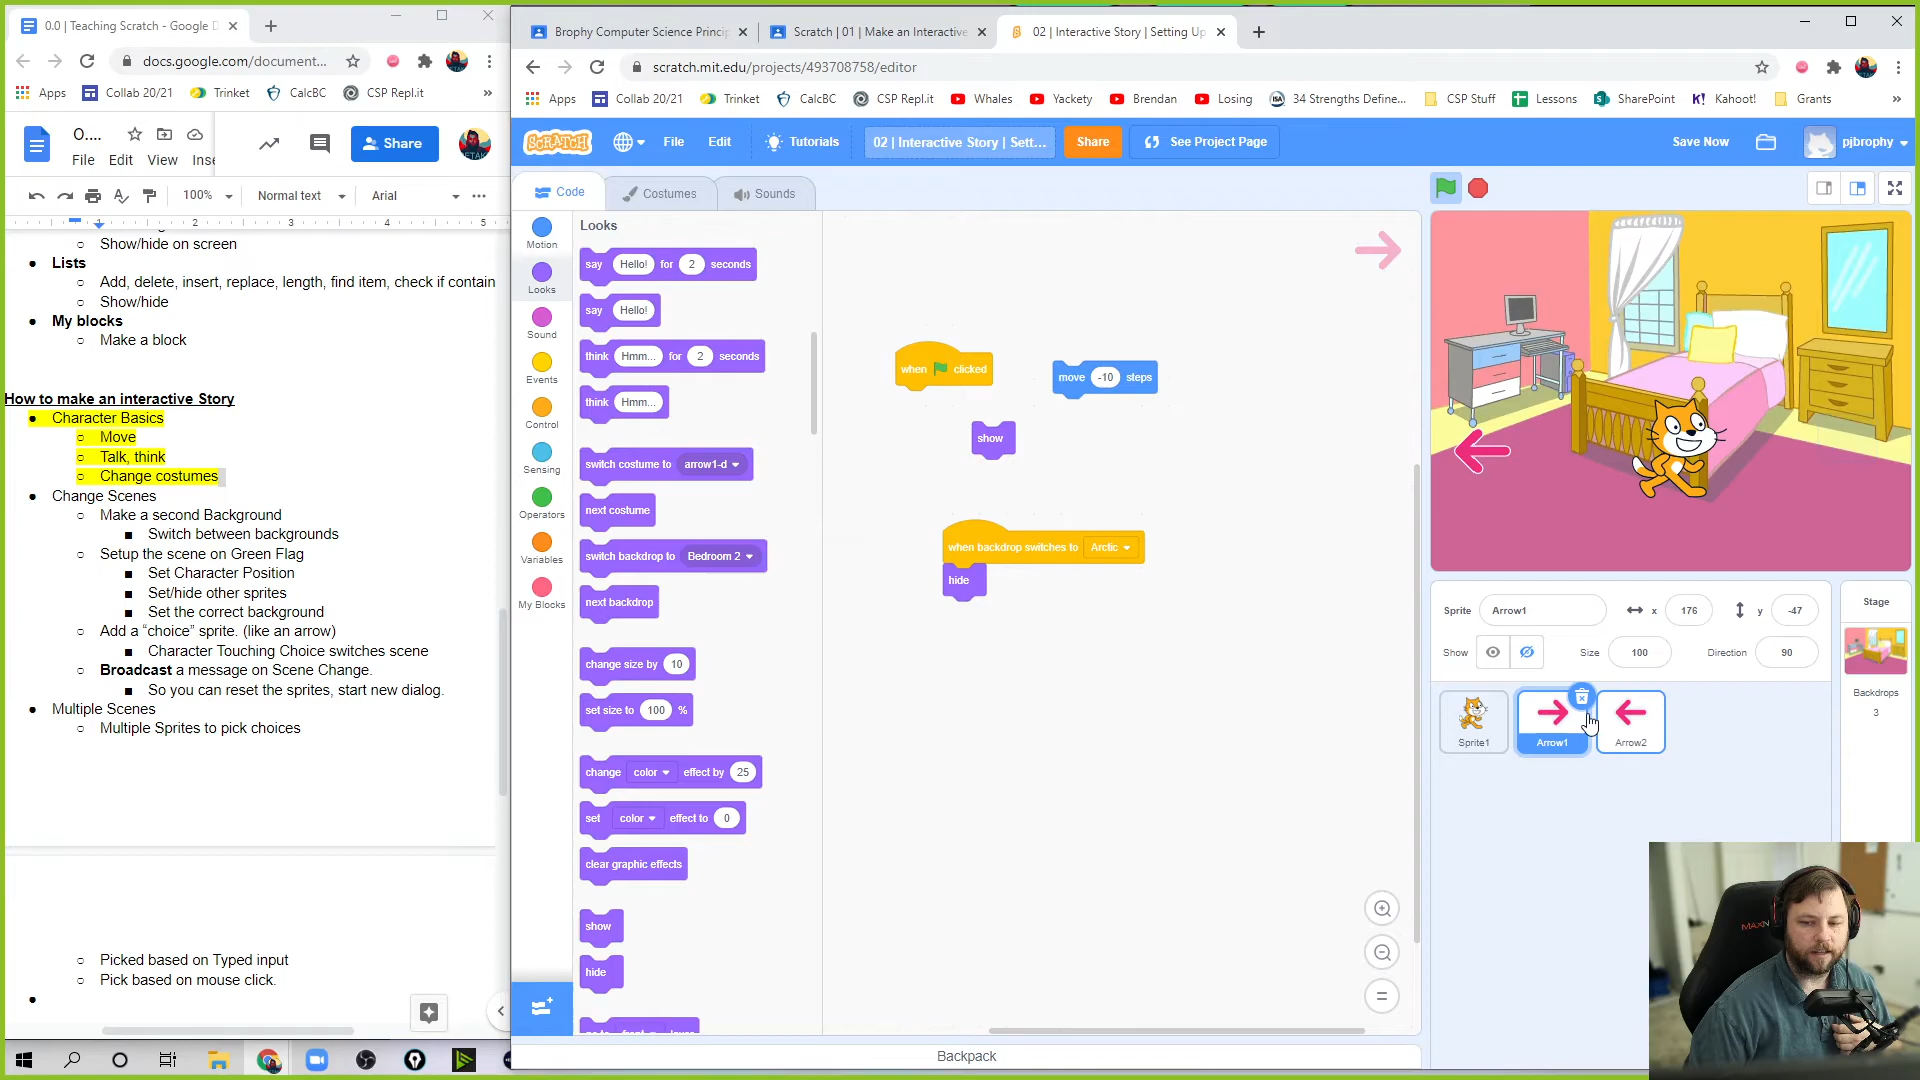 0.0 | Teaching Scratch - Google D
docs.google.com/document...
Apps
Collab 20/21
Trinket
CalcBC
CSP Repl.it
»
O....
Share
File
Edit
View
Inse
100%
Normal text
Arial
1
2
3
4
5
Show/hide on screen
Lists
Add, delete, insert, replace, length, find item, check if contain
Show/hide
My blocks
Make a block
How to make an interactive Story
Character Basics
Move
Talk, think
Change costumes
Change Scenes
Make a second Background
Switch between backgrounds
Setup the scene on Green Flag
Set Character Position
Set/hide other sprites
Set the correct background
Add a “choice” sprite. (like an arrow)
Character Touching Choice switches scene
Broadcast a message on Scene Change.
So you can reset the sprites, start new dialog.
Multiple Scenes
Multiple Sprites to pick choices
Picked based on Typed input
Pick based on mouse click.
Brophy Computer Science Princip
Scratch | 01 | Make an Interactive
02 | Interactive Story | Setting Up
scratch.mit.edu/projects/493708758/editor
Apps
Collab 20/21
Trinket
CalcBC
CSP Repl.it
Whales
Yackety
Brendan
Losing
34 Strengths Define...
CSP Stuff
Lessons
SharePoint
Kahoot!
Grants
»
SCRATCH
File
Edit
Tutorials
02 | Interactive Story | Sett...
Share
See Project Page
Save Now
pjbrophy
Code
Costumes
Sounds
Motion
Looks
Sound
Events
Control
Sensing
Operators
Variables
My Blocks
Looks
say Hello! for 2 seconds
say Hello!
think Hmm... for 2 seconds
think Hmm...
switch costume to arrow1-d
next costume
switch backdrop to Bedroom 2
next backdrop
change size by 10
set size to 100 %
change color effect by 25
set color effect to 0
clear graphic effects
show
hide
when clicked
move -10 steps
show
when backdrop switches to Arctic
hide
Backpack
Sprite
Arrow1
x 176
y -47
Show
Size 100
Direction 90
Sprite1
Arrow1
Arrow2
Stage
Backdrops
3